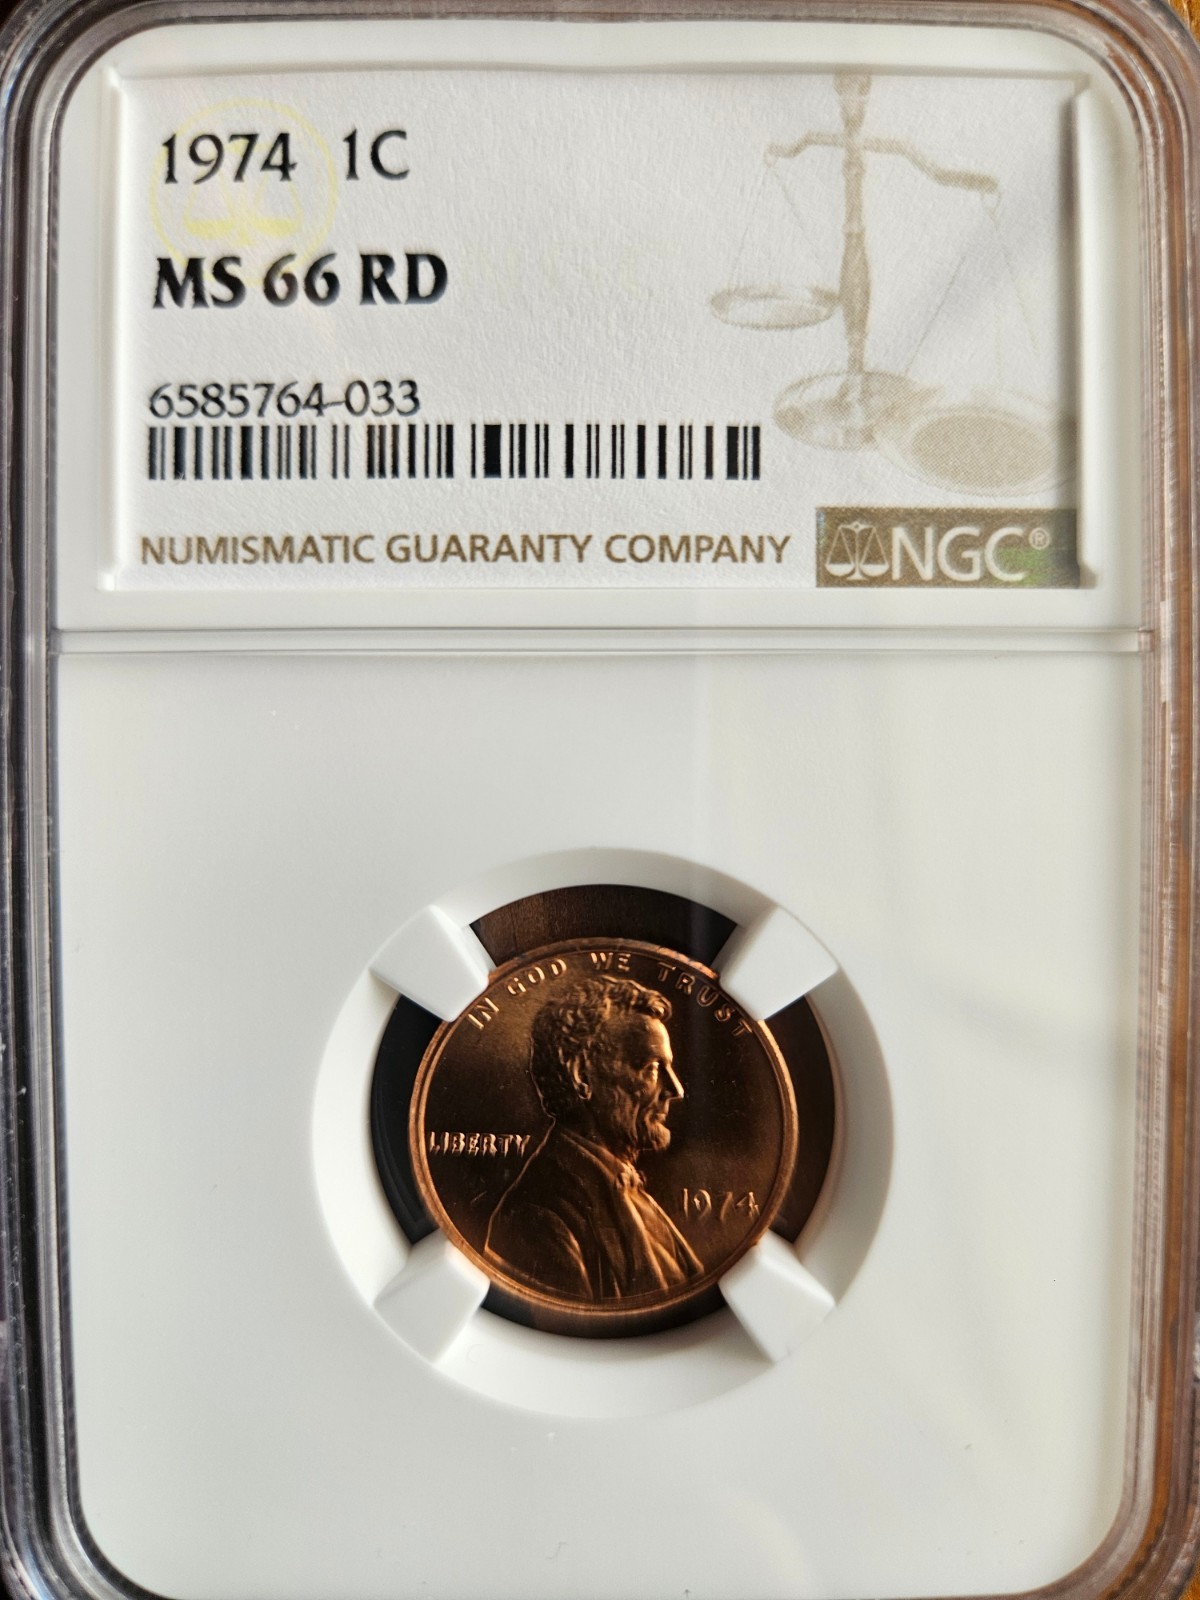 1974 1C
MS 66 RD
6585764-033
NUMISMATIC GUARANTY COMPANY
NGC®
IN GOD WE TRUST
LIBERTY
1974